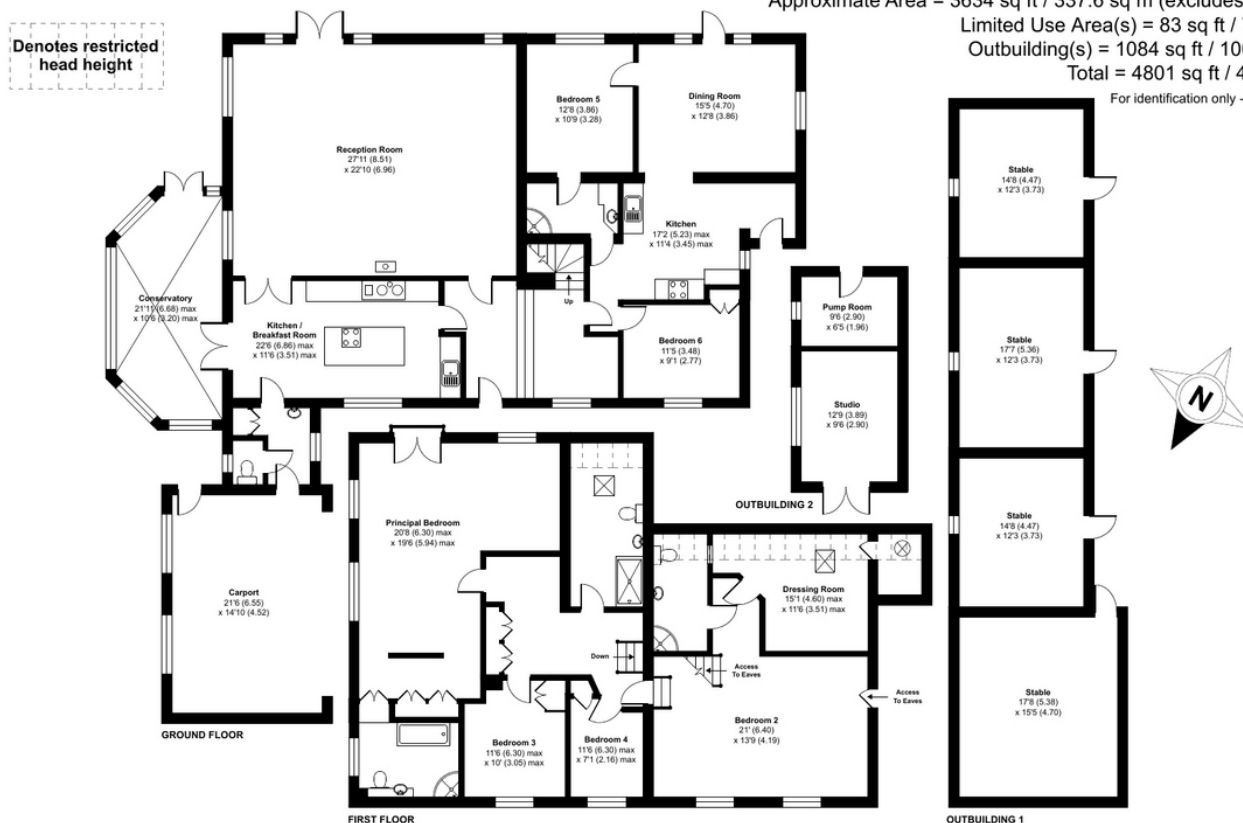 Approximate Area = 3634 sq ft / 337.6 sq m (excludes
Limited Use Area(s) = 83 sq ft /
Outbuilding(s) = 1084 sq ft /
Total = 4801 sq ft /
For identification only -
Denotes restricted
head height
Bedroom 5
12'8 (3.86)
x 10'9 (3.28)
Dining Room
15'5 (4.70)
x 12'8 (3.86)
Reception Room
27'11 (8.51)
x 22'10 (6.96)
Stable
14'8 (4.47)
x 12'3 (3.73)
Kitchen
17'2 (5.23) max
x 11'4 (3.45) max
Up
Conservatory
21'11 (6.68) max
x 10'6 (3.20) max
Kitchen /
Breakfast Room
22'6 (6.86) max
x 11'6 (3.51) max
Bedroom 6
11'5 (3.48)
x 9'1 (2.77)
Pump Room
9'6 (2.90)
x 6'5 (1.96)
Stable
17'7 (5.36)
x 12'3 (3.73)
Studio
12'9 (3.89)
x 9'6 (2.90)
N
OUTBUILDING 2
Principal Bedroom
20'8 (6.30) max
x 19'6 (5.94) max
Stable
14'8 (4.47)
x 12'3 (3.73)
Carport
21'6 (6.55)
x 14'10 (4.52)
Dressing Room
15'1 (4.60) max
x 11'6 (3.51) max
Down
Access
To Eaves
Access
To Eaves
Bedroom 2
21' (6.40)
x 13'9 (4.19)
Stable
17'8 (5.38)
x 15'5 (4.70)
GROUND FLOOR
Bedroom 3
11'6 (6.30) max
x 10' (3.05) max
Bedroom 4
11'6 (6.30) max
x 7'1 (2.16) max
FIRST FLOOR
OUTBUILDING 1